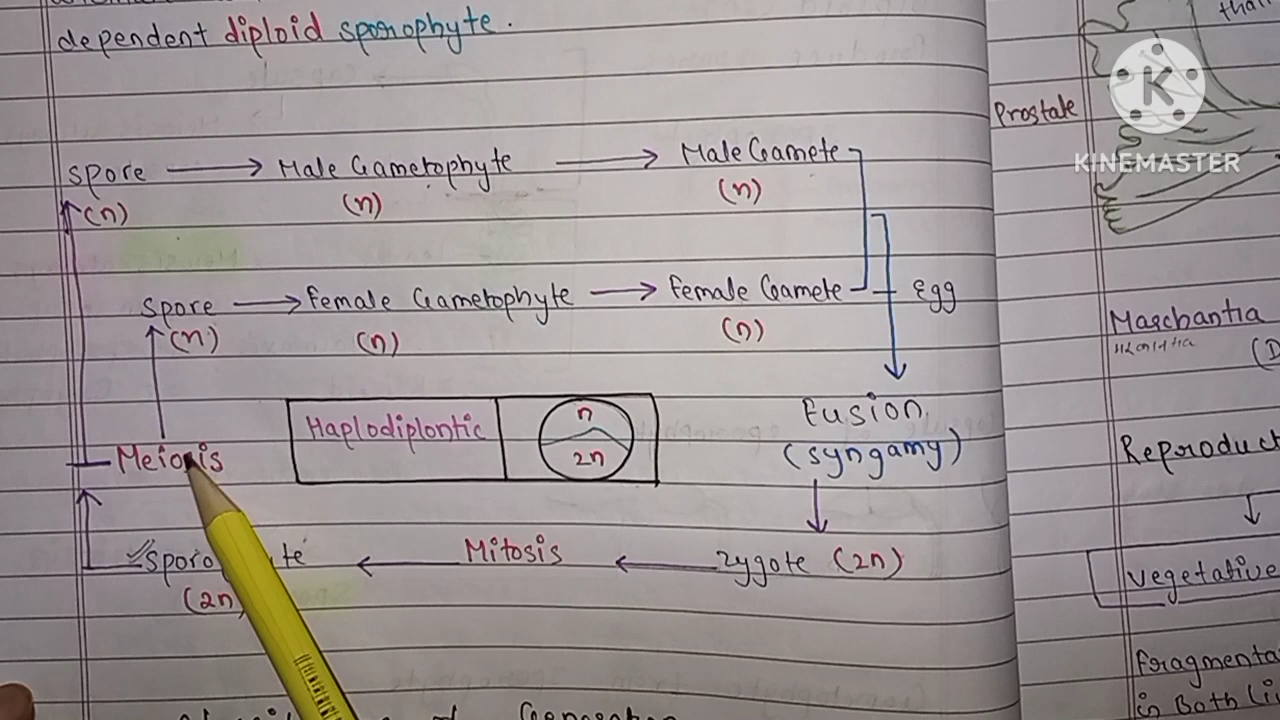 dependent diploid sporophyte.
than
Prostate
K
KINEMASTER
Spore → Male Gametophyte → Male Gamete
(n) (n) (n)
Spore → Female Gametophyte → Female Gamete — Egg
(n) (n) (n)
Haplodiplontic
n
2n
Fusion
(syngamy)
Meiosis
Zygote (2n)
Mitosis
(2n
Marchantia
(D
Reproduct
Vegetative
Fragmenta
in Both (i